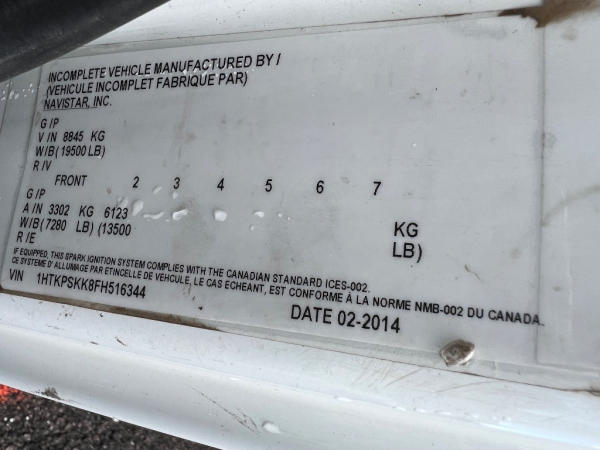 INCOMPLETE VEHICLE MANUFACTURED BY /
(VEHICULE INCOMPLET FABRIQUE PAR)
NAVISTAR, INC.
G /P
V /N 8845 KG
W/B( 19500 LB)
R /V
FRONT 2 3 4 5 6 7
G /P
A /N 3302 KG 6123 KG
W/B( 7280 LB) (13500 LB)
R /E
IF EQUIPPED, THIS SPARK IGNITION SYSTEM COMPLIES WITH THE CANADIAN STANDARD ICES-002.
CE SYSTEME D'ALLUMAGE PAR ETINCELLE DE VEHICULE, LE CAS ECHEANT, EST CONFORME À LA NORME NMB-002 DU CANADA.
VIN 1HTKPSKK8FH516344
DATE 02-2014